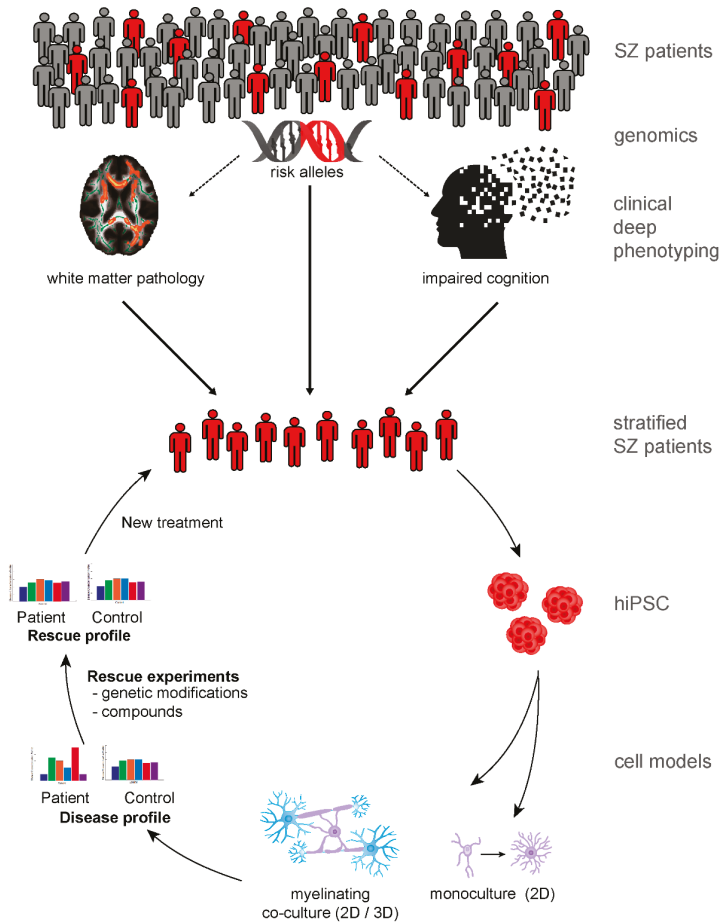 SZ patients
genomics
risk alleles
clinical
deep
phenotyping
white matter pathology
impaired cognition
stratified
SZ patients
New treatment
hiPSC
Patient
Control
Rescue profile
Rescue experiments
- genetic modifications
- compounds
cell models
Patient
Control
Disease profile
myelinating
co-culture (2D / 3D)
monoculture (2D)